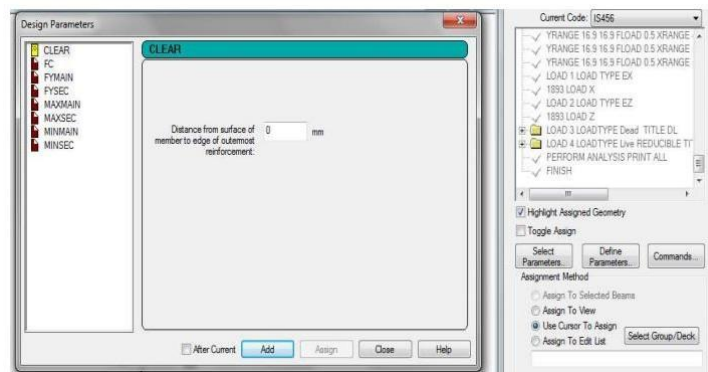 Design Parameters
CLEAR
FC
FYMAIN
FYSEC
MAXMAIN
MAXSEC
MINMAIN
MINSEC
CLEAR
Distance from surface of
member to edge of outermost
reinforcement:
0 mm
After Current
Add
Assign
Close
Help
Current Code: IS456
YRANGE 16.9 16.9 FLOAD 0.5 XRANGE
YRANGE 16.9 16.9 FLOAD 0.5 XRANGE
YRANGE 16.9 16.9 FLOAD 0.5 XRANGE
LOAD 1 LOAD TYPE EX
1893 LOAD X
LOAD 2 LOAD TYPE EZ
1893 LOAD Z
LOAD 3 LOADTYPE Dead TITLE DL
LOAD 4 LOADTYPE Live REDUCIBLE TI
PERFORM ANALYSIS PRINT ALL
FINISH
Highlight Assigned Geometry
Toggle Assign
Select
Parameters...
Define
Parameters...
Commands...
Assignment Method
Assign To Selected Beams
Assign To View
Use Cursor To Assign
Assign To Edit List
Select Group/Deck